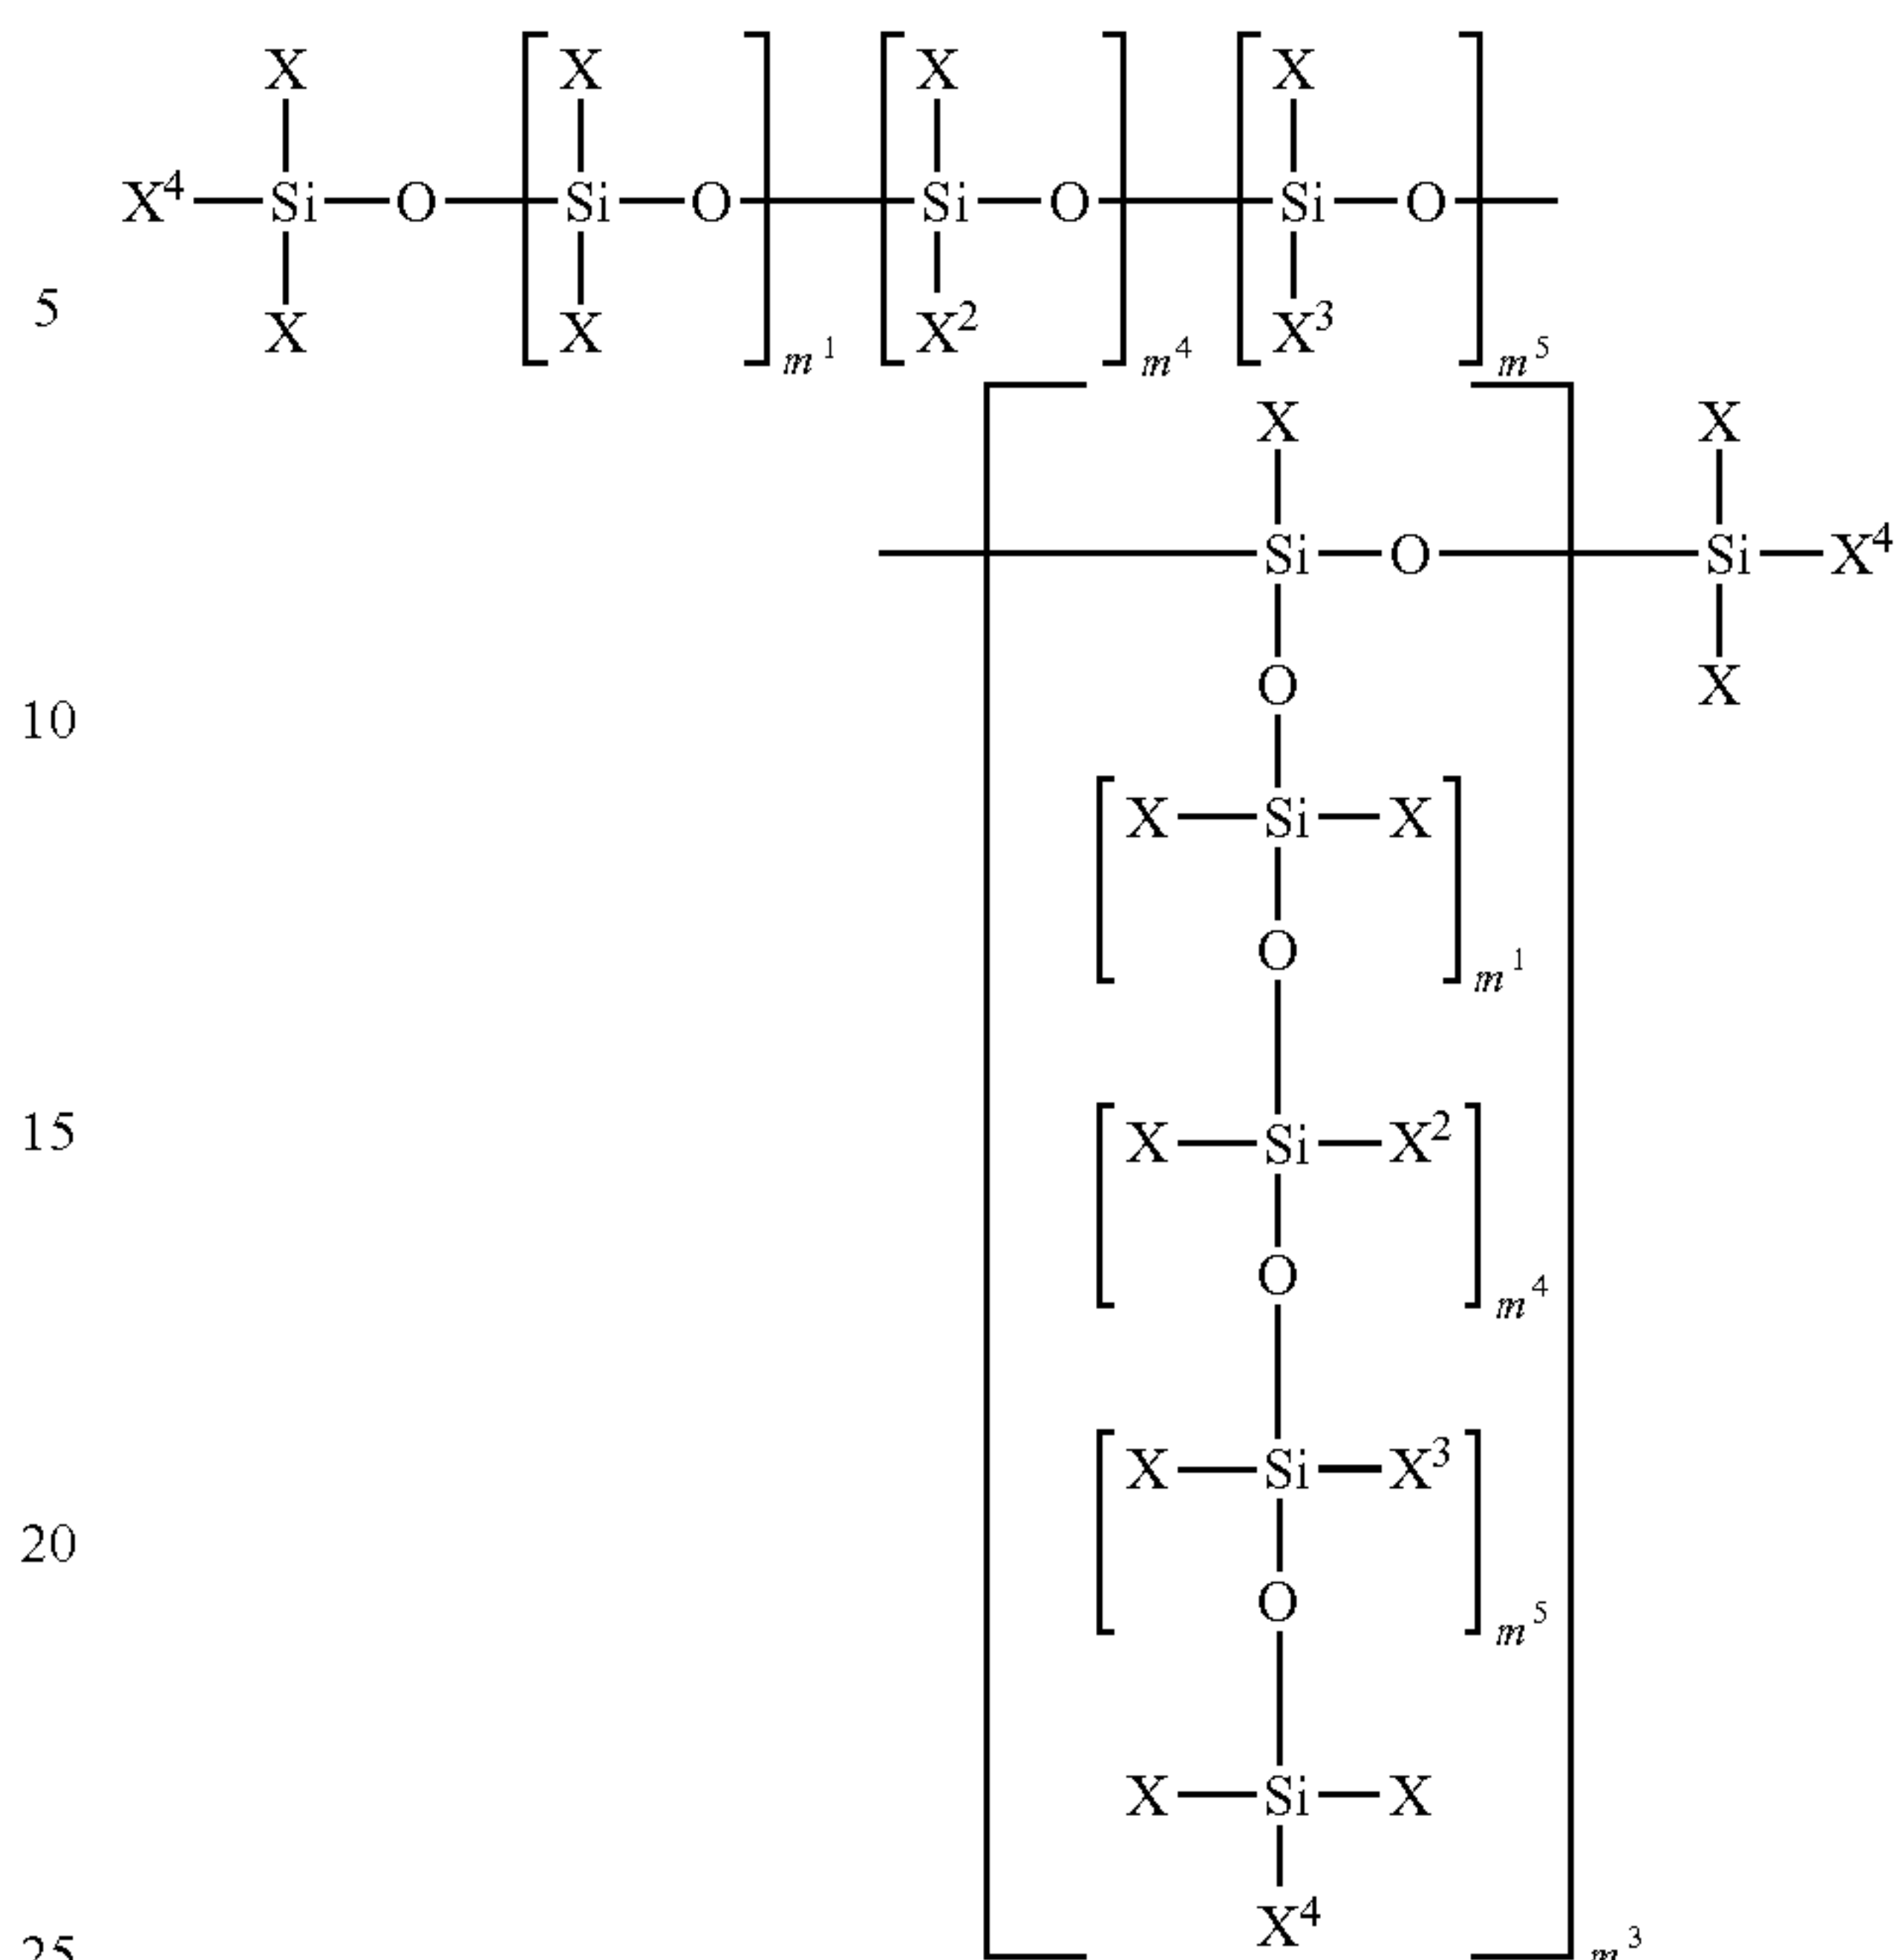 X X X X
X⁴—Si—O—[Si—O]—[Si—O]—[Si—O]—
5 X X X² X³
m¹ m⁴ m⁵
X X
—[Si—O]—Si—X⁴
O X
10
X—Si—X
O
m¹
15 X—Si—X²
O
m⁴
X—Si—X³
20
O
m⁵
X—Si—X
X⁴
25 m³